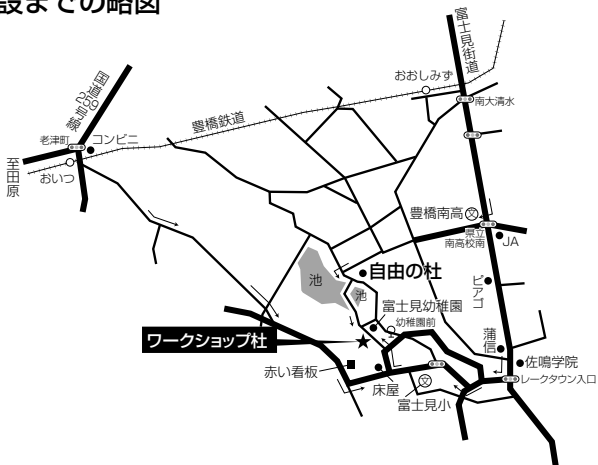 設までの略図
富士見街道
国道259号線
おおしみず
南大清水
豊橋鉄道
老津町
コンビニ
至田原
おいつ
豊橋南高
文
県立
南高校南
JA
自由の杜
池
池
ピアゴ
富士見幼稚園
幼稚園前
ワークショップ杜
蒲信
佐鳴学院
赤い看板
レークタウン入口
床屋
文
富士見小